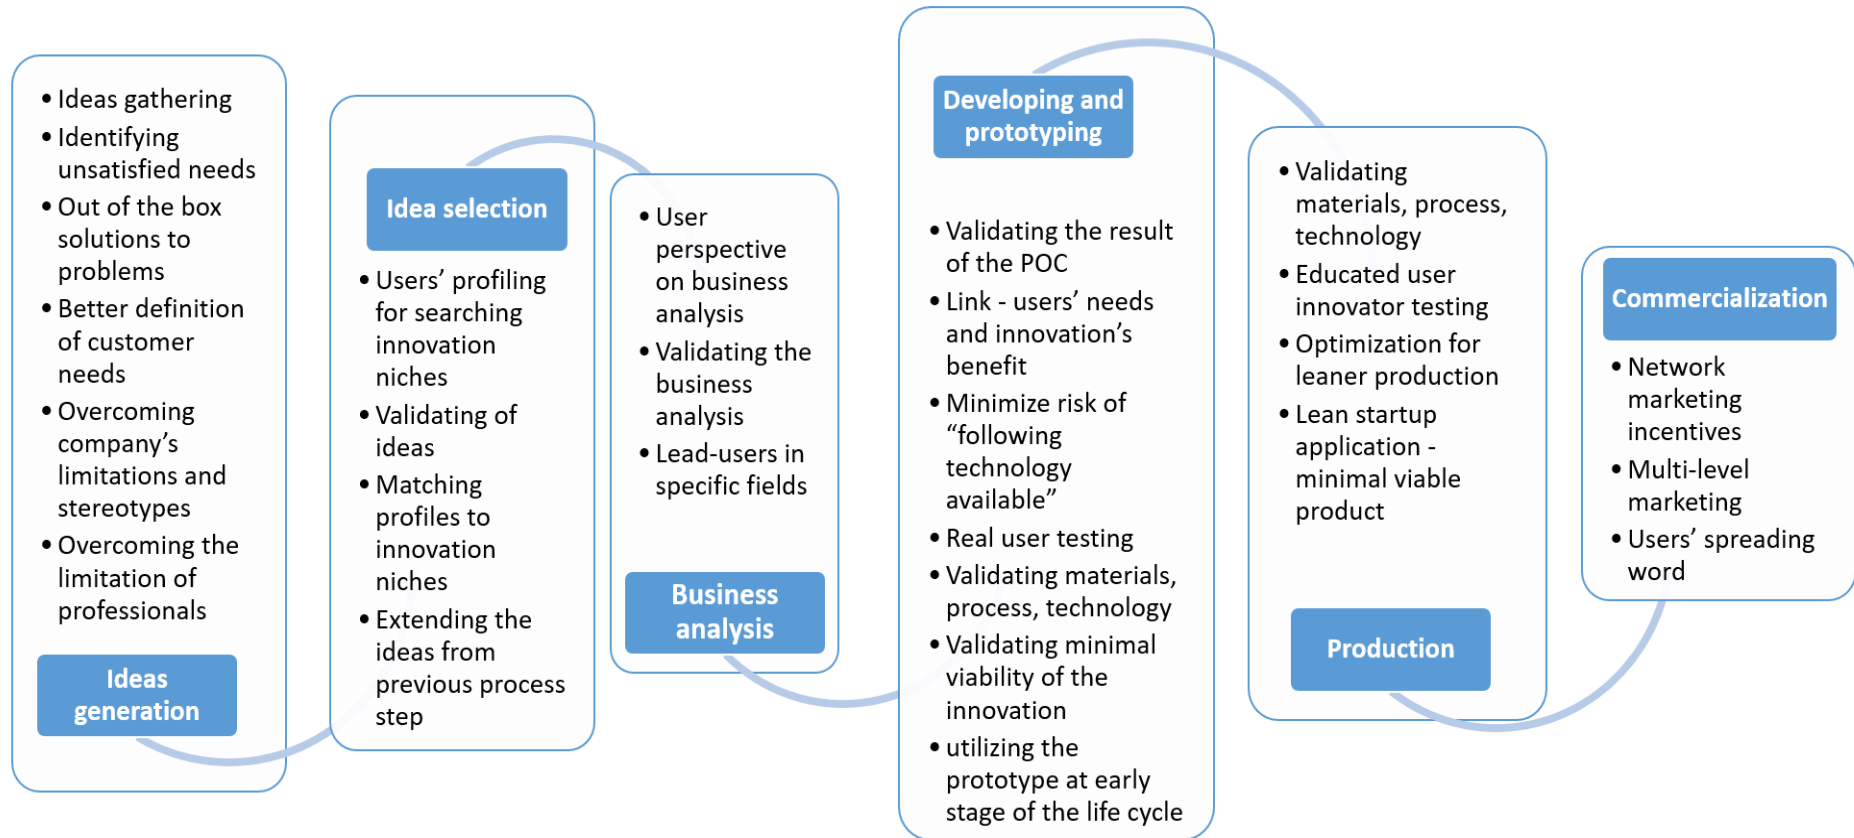 • Ideas gathering
• Identifying
unsatisfied needs
• Out of the box
solutions to
problems
• Better definition
of customer
needs
• Overcoming
company’s
limitations and
stereotypes
• Overcoming the
limitation of
professionals
Ideas
generation
Idea selection
• Users’ profiling
for searching
innovation
niches
• Validating of
ideas
• Matching
profiles to
innovation
niches
• Extending the
ideas from
previous process
step
• User
perspective
on business
analysis
• Validating the
business
analysis
• Lead-users in
specific fields
Business
analysis
Developing and
prototyping
• Validating the result
of the POC
• Link - users’ needs
and innovation’s
benefit
• Minimize risk of
“following
technology
available”
• Real user testing
• Validating materials,
process, technology
• Validating minimal
viability of the
innovation
• utilizing the
prototype at early
stage of the life cycle
• Validating
materials, process,
technology
• Educated user
innovator testing
• Optimization for
leaner production
• Lean startup
application -
minimal viable
product
Production
Commercialization
• Network
marketing
incentives
• Multi-level
marketing
• Users’ spreading
word